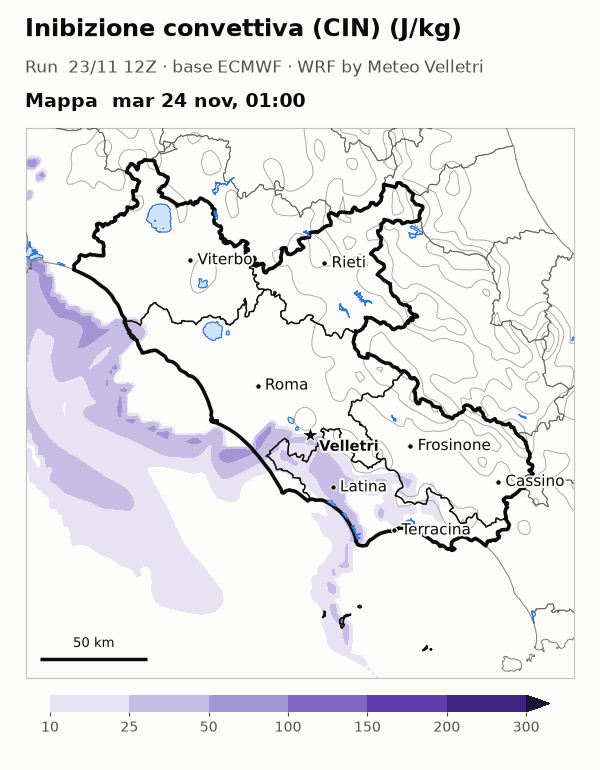 Inibizione convettiva (CIN) (J/kg)
Run  23/11 12Z · base ECMWF · WRF by Meteo Velletri
Mappa  mar 24 nov, 01:00
Viterbo
Rieti
Roma
Velletri
Frosinone
Cassino
Latina
Terracina
50 km
10 25 50 100 150 200 300